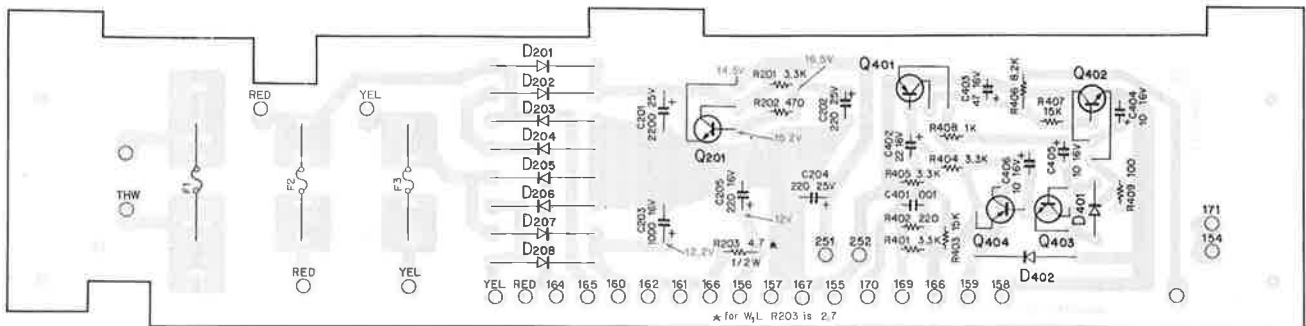 D201
D202
D203
D204
D205
D206
D207
D208
RED
YEL
THW
F1
F2
F3
RED
YEL
C201
2200 25V
C203
1000 16V
14.5V
16.5V
R201 3.3K
R202 470
C202
220 25V
Q201
15.2V
C205
220 16V
C204
220 25V
12V
12.2V
R203 4.7 ★
1/2W
251
252
Q401
C403
47 16V
R406 8.2K
Q402
R407
15K
C404
10 16V
C402
22 16V
R408 1K
R404 3.3K
C406
10 16V
C405
10 16V
R405 3.3K
C401 .001
R402 220
R401 3.3K
R403 15K
D401
R409 100
Q404
Q403
D402
171
154
YEL RED 164 165 160 162 161 166 156 157 167 155 170 169 166 159 158
★ for W,L R203 is 2.7